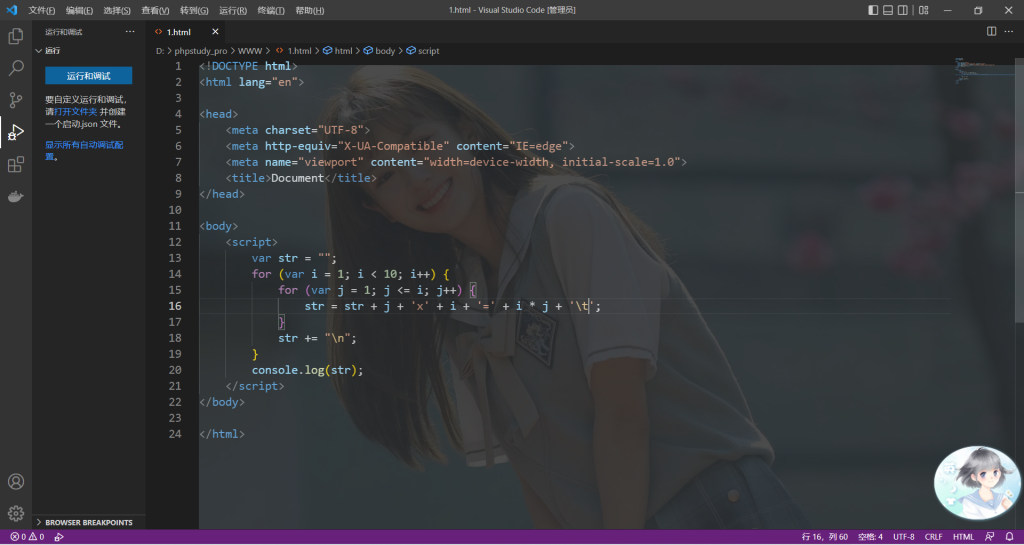 文件(F) 编辑(E) 选择(S) 查看(V) 转到(G) 运行(R) 终端(T) 帮助(H)
1.html - Visual Studio Code [管理员]
运行和调试
1.html
D: > phpstudy_pro > WWW > 1.html > html > body > script
运行
运行和调试
要自定义运行和调试,
请打开文件夹 并创建
一个启动.json 文件。
显示所有自动调试配
置。
1 <!DOCTYPE html>
2 <html lang="en">
3
4 <head>
5 <meta charset="UTF-8">
6 <meta http-equiv="X-UA-Compatible" content="IE=edge">
7 <meta name="viewport" content="width=device-width, initial-scale=1.0">
8 <title>Document</title>
9 </head>
10
11 <body>
12 <script>
13 var str = "";
14 for (var i = 1; i < 10; i++) {
15 for (var j = 1; j <= i; j++) {
16 str = str + j + 'x' + i + '=' + i * j + '\t';
17 }
18 str += "\n";
19 }
20 console.log(str);
21 </script>
22 </body>
23
24 </html>
BROWSER BREAKPOINTS
0 0
行 16，列 60 空格: 4 UTF-8 CRLF HTML